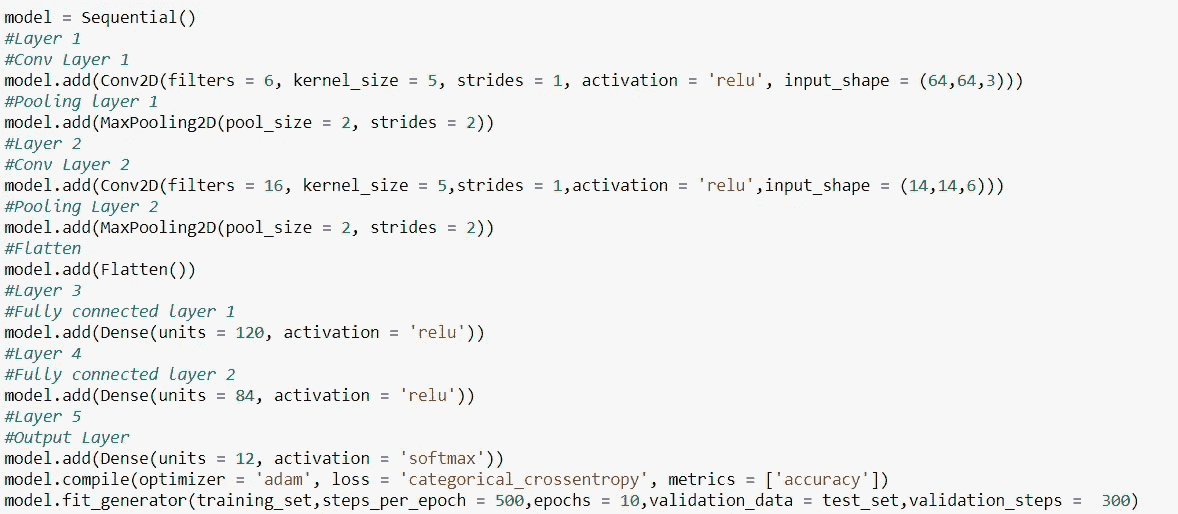 model = Sequential()
#Layer 1
#Conv Layer 1
model.add(Conv2D(filters = 6, kernel_size = 5, strides = 1, activation = 'relu', input_shape = (64,64,3)))
#Pooling layer 1
model.add(MaxPooling2D(pool_size = 2, strides = 2))
#Layer 2
#Conv Layer 2
model.add(Conv2D(filters = 16, kernel_size = 5,strides = 1,activation = 'relu',input_shape = (14,14,6)))
#Pooling Layer 2
model.add(MaxPooling2D(pool_size = 2, strides = 2))
#Flatten
model.add(Flatten())
#Layer 3
#Fully connected layer 1
model.add(Dense(units = 120, activation = 'relu'))
#Layer 4
#Fully connected layer 2
model.add(Dense(units = 84, activation = 'relu'))
#Layer 5
#Output Layer
model.add(Dense(units = 12, activation = 'softmax'))
model.compile(optimizer = 'adam', loss = 'categorical_crossentropy', metrics = ['accuracy'])
model.fit_generator(training_set,steps_per_epoch = 500,epochs = 10,validation_data = test_set,validation_steps =  300)